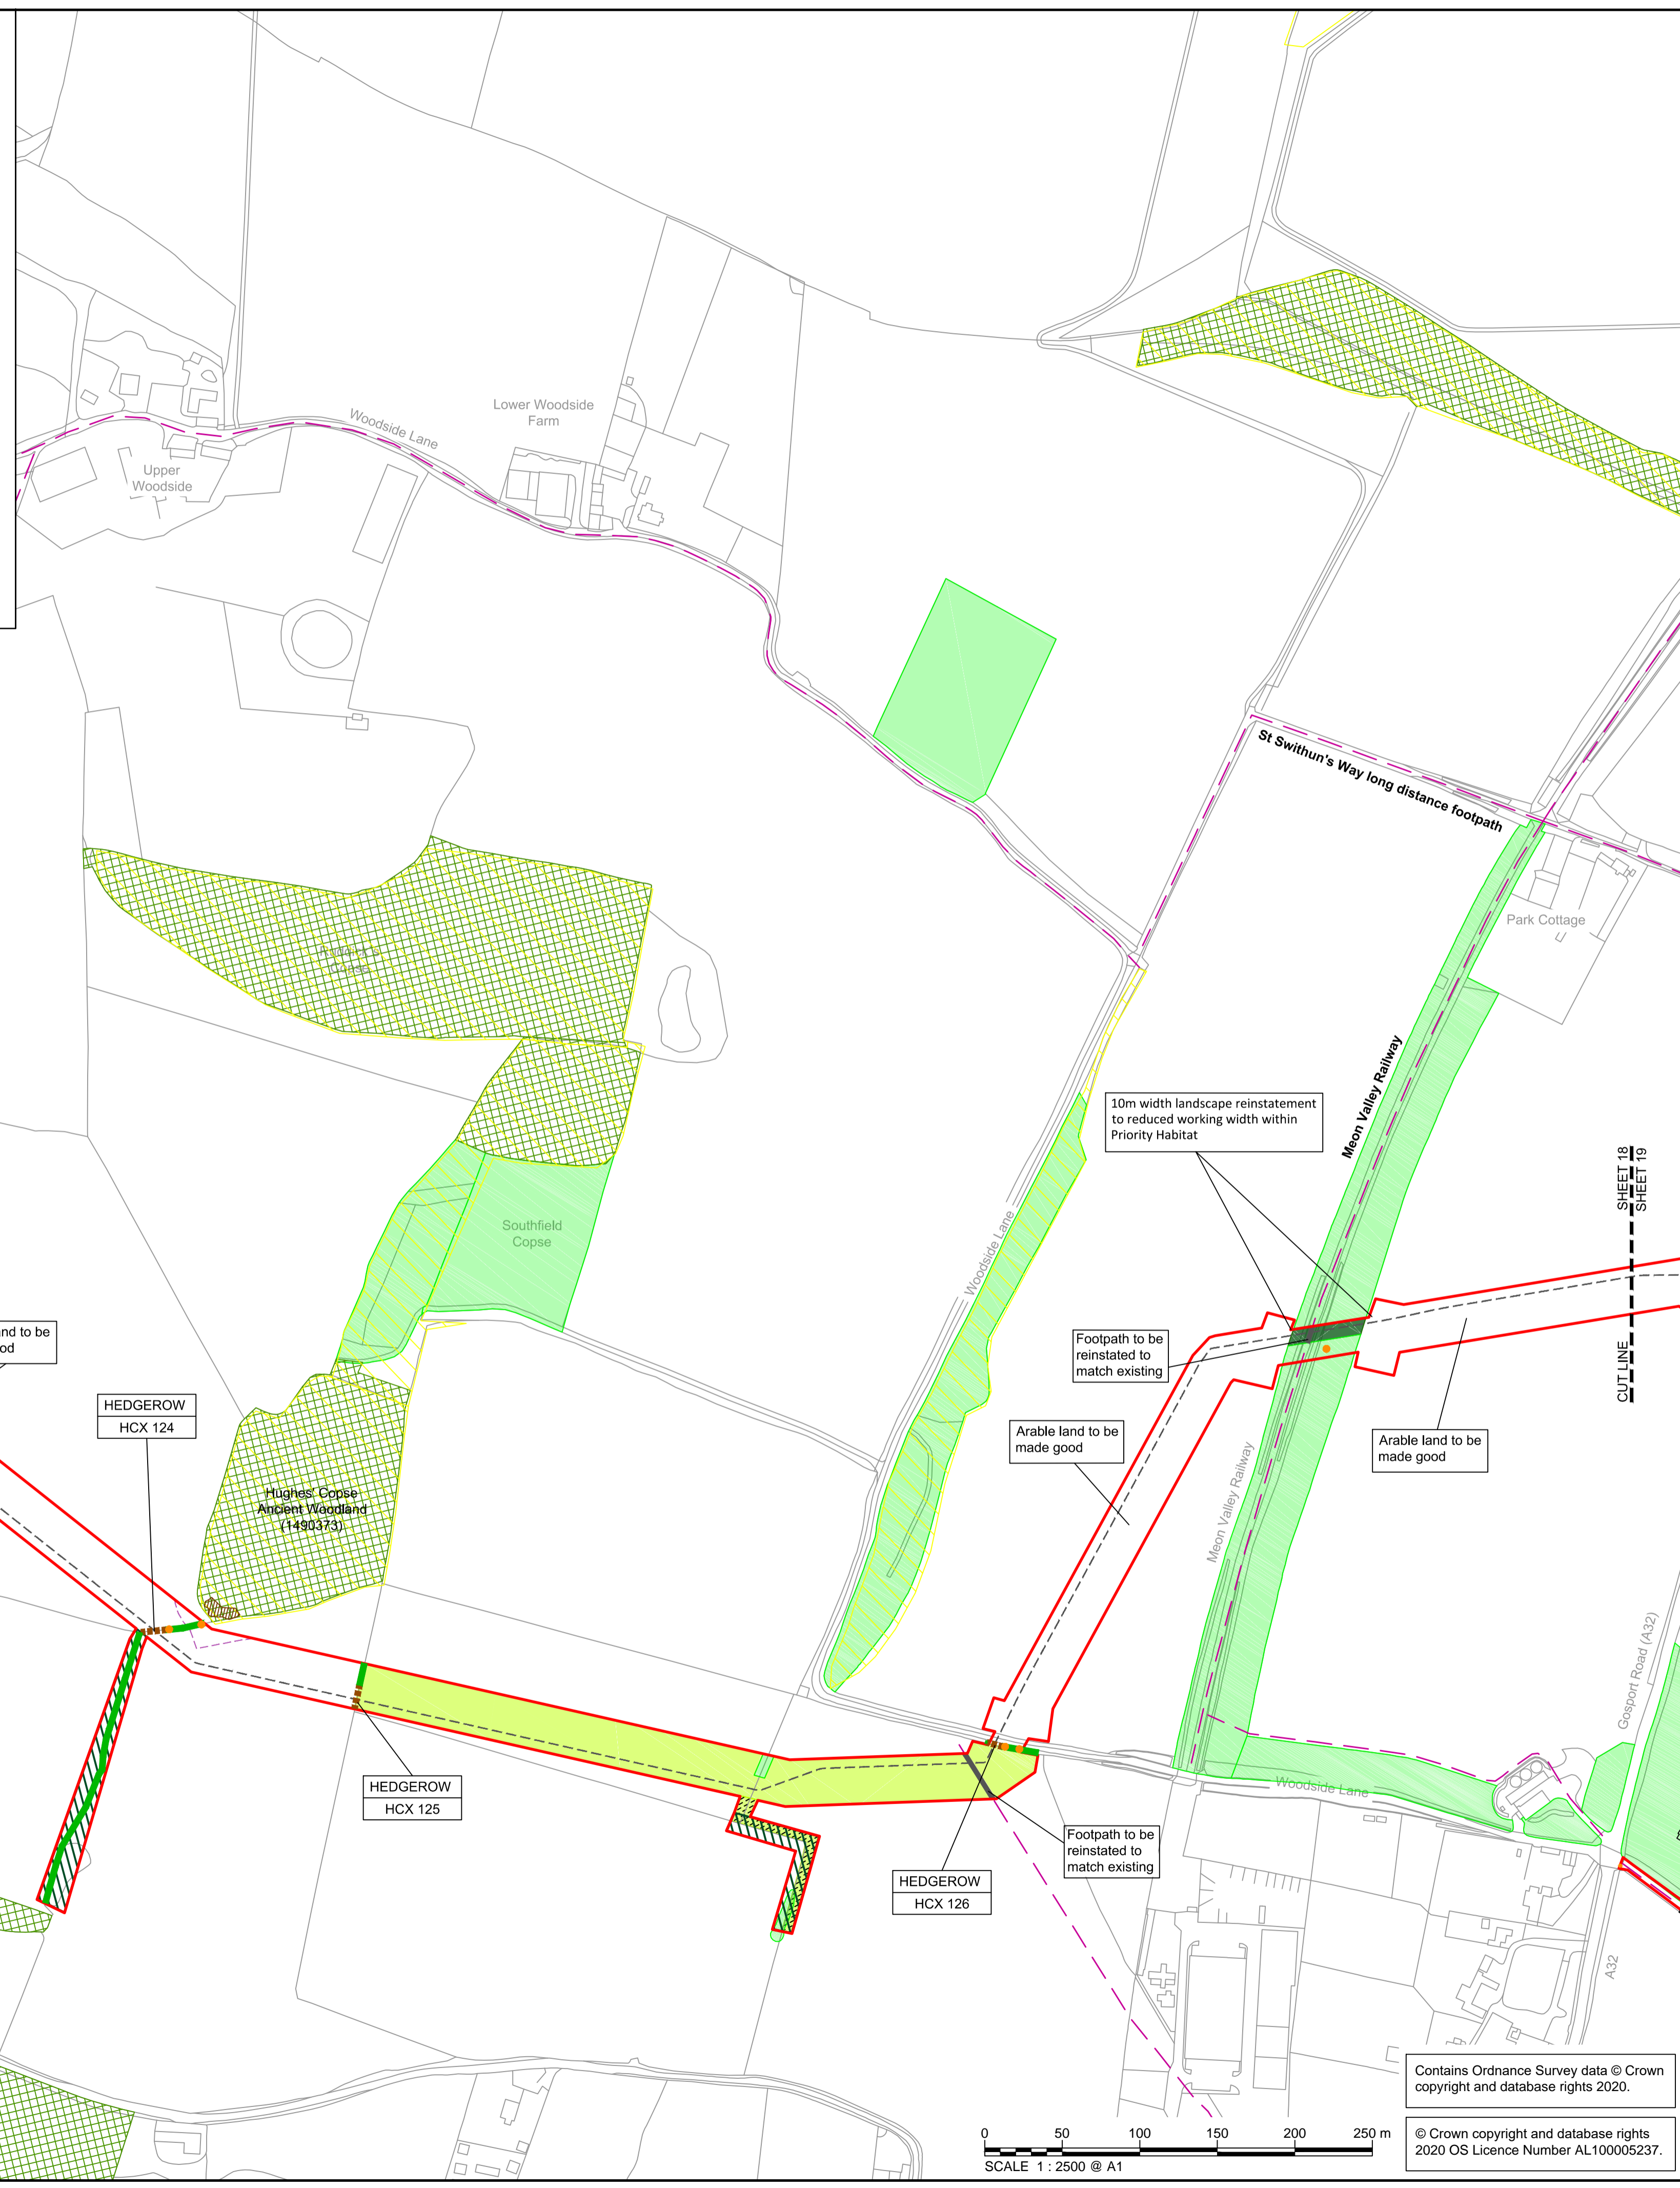 Lower Woodside
Farm
Woodside Lane
Upper
Woodside
St Swithun's Way long distance footpath
Park Cottage
Ruddick's
Copse
Meon Valley Railway
10m width landscape reinstatement
to reduced working width within
Priority Habitat
SHEET 18
SHEET 19
CUT LINE
Southfield
Copse
Woodside Lane
and to be
od
Footpath to be
reinstated to
match existing
HEDGEROW
HCX 124
Arable land to be
made good
Arable land to be
made good
Meon Valley Railway
Hughes' Copse
Ancient Woodland
(1490373)
Gosport Road (A32)
HEDGEROW
HCX 125
Woodside Lane
Footpath to be
reinstated to
match existing
HEDGEROW
HCX 126
A32
0 50 100 150 200 250 m
SCALE 1 : 2500 @ A1
Contains Ordnance Survey data © Crown
copyright and database rights 2020.
© Crown copyright and database rights
2020 OS Licence Number AL100005237.